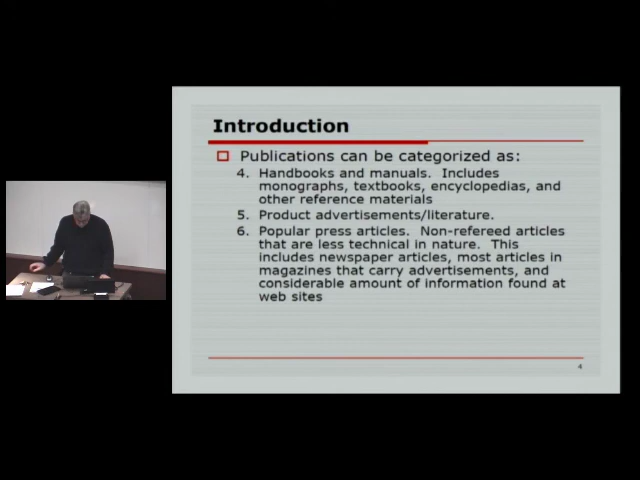 Introduction
Publications can be categorized as:
4. Handbooks and manuals. Includes
monographs, textbooks, encyclopedias, and
other reference materials
5. Product advertisements/literature.
6. Popular press articles. Non-refereed articles
that are less technical in nature. This
includes newspaper articles, most articles in
magazines that carry advertisements, and
considerable amount of information found at
web sites
4